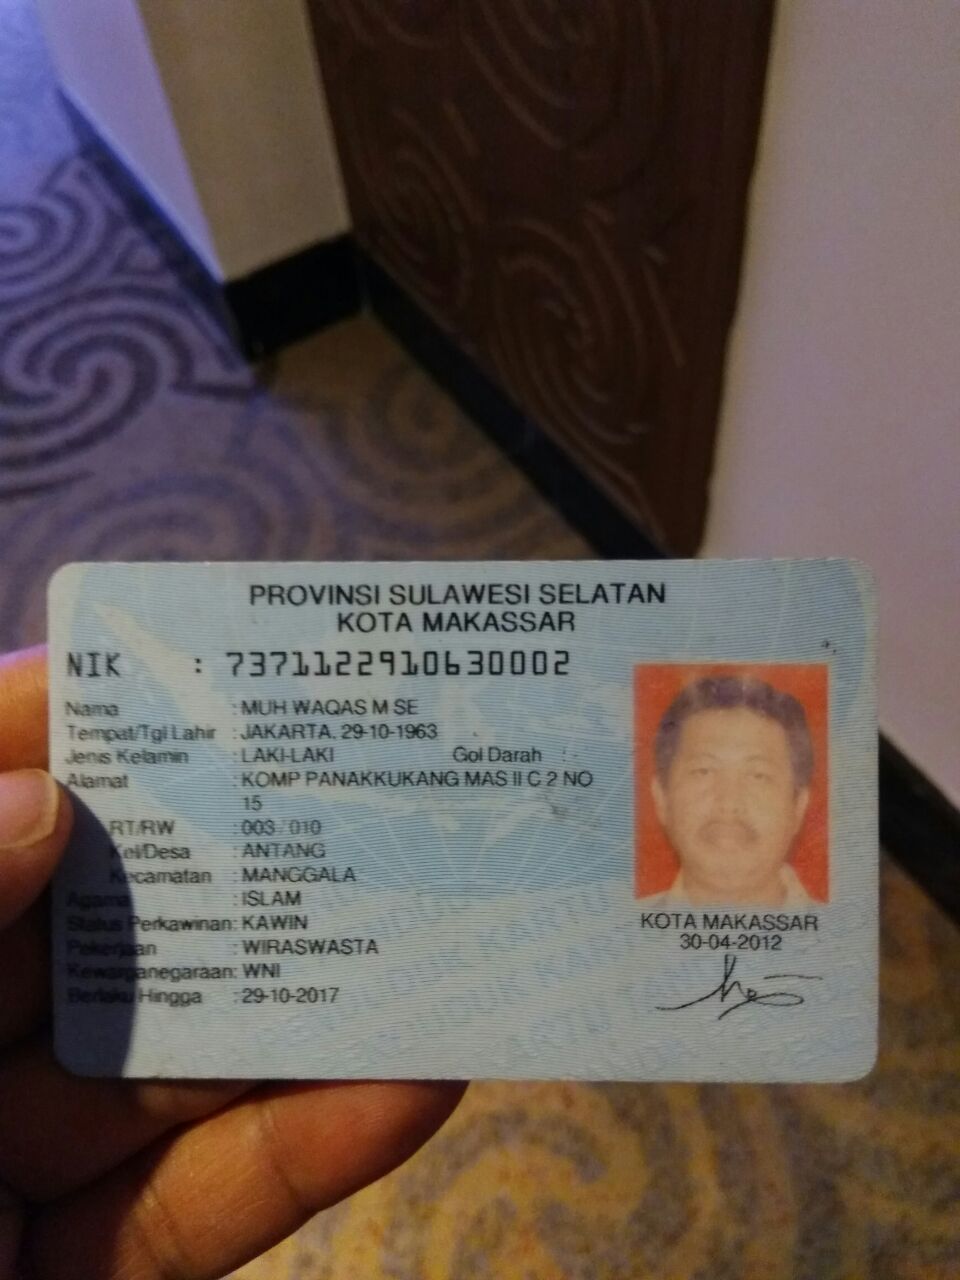 PROVINSI SULAWESI SELATAN
KOTA MAKASSAR
NIK : 7371122910630002
Nama : MUH WAQAS M SE
Tempat/Tgl Lahir : JAKARTA. 29-10-1963
Jenis Kelamin : LAKI-LAKI Gol Darah : -
Alamat : KOMP PANAKKUKANG MAS II C 2 NO
15
RT/RW : 003 / 010
Kel/Desa : ANTANG
Kecamatan : MANGGALA
Agama : ISLAM
Status Perkawinan: KAWIN
Pekerjaan : WIRASWASTA
Kewarganegaraan: WNI
Berlaku Hingga : 29-10-2017
KOTA MAKASSAR
30-04-2012